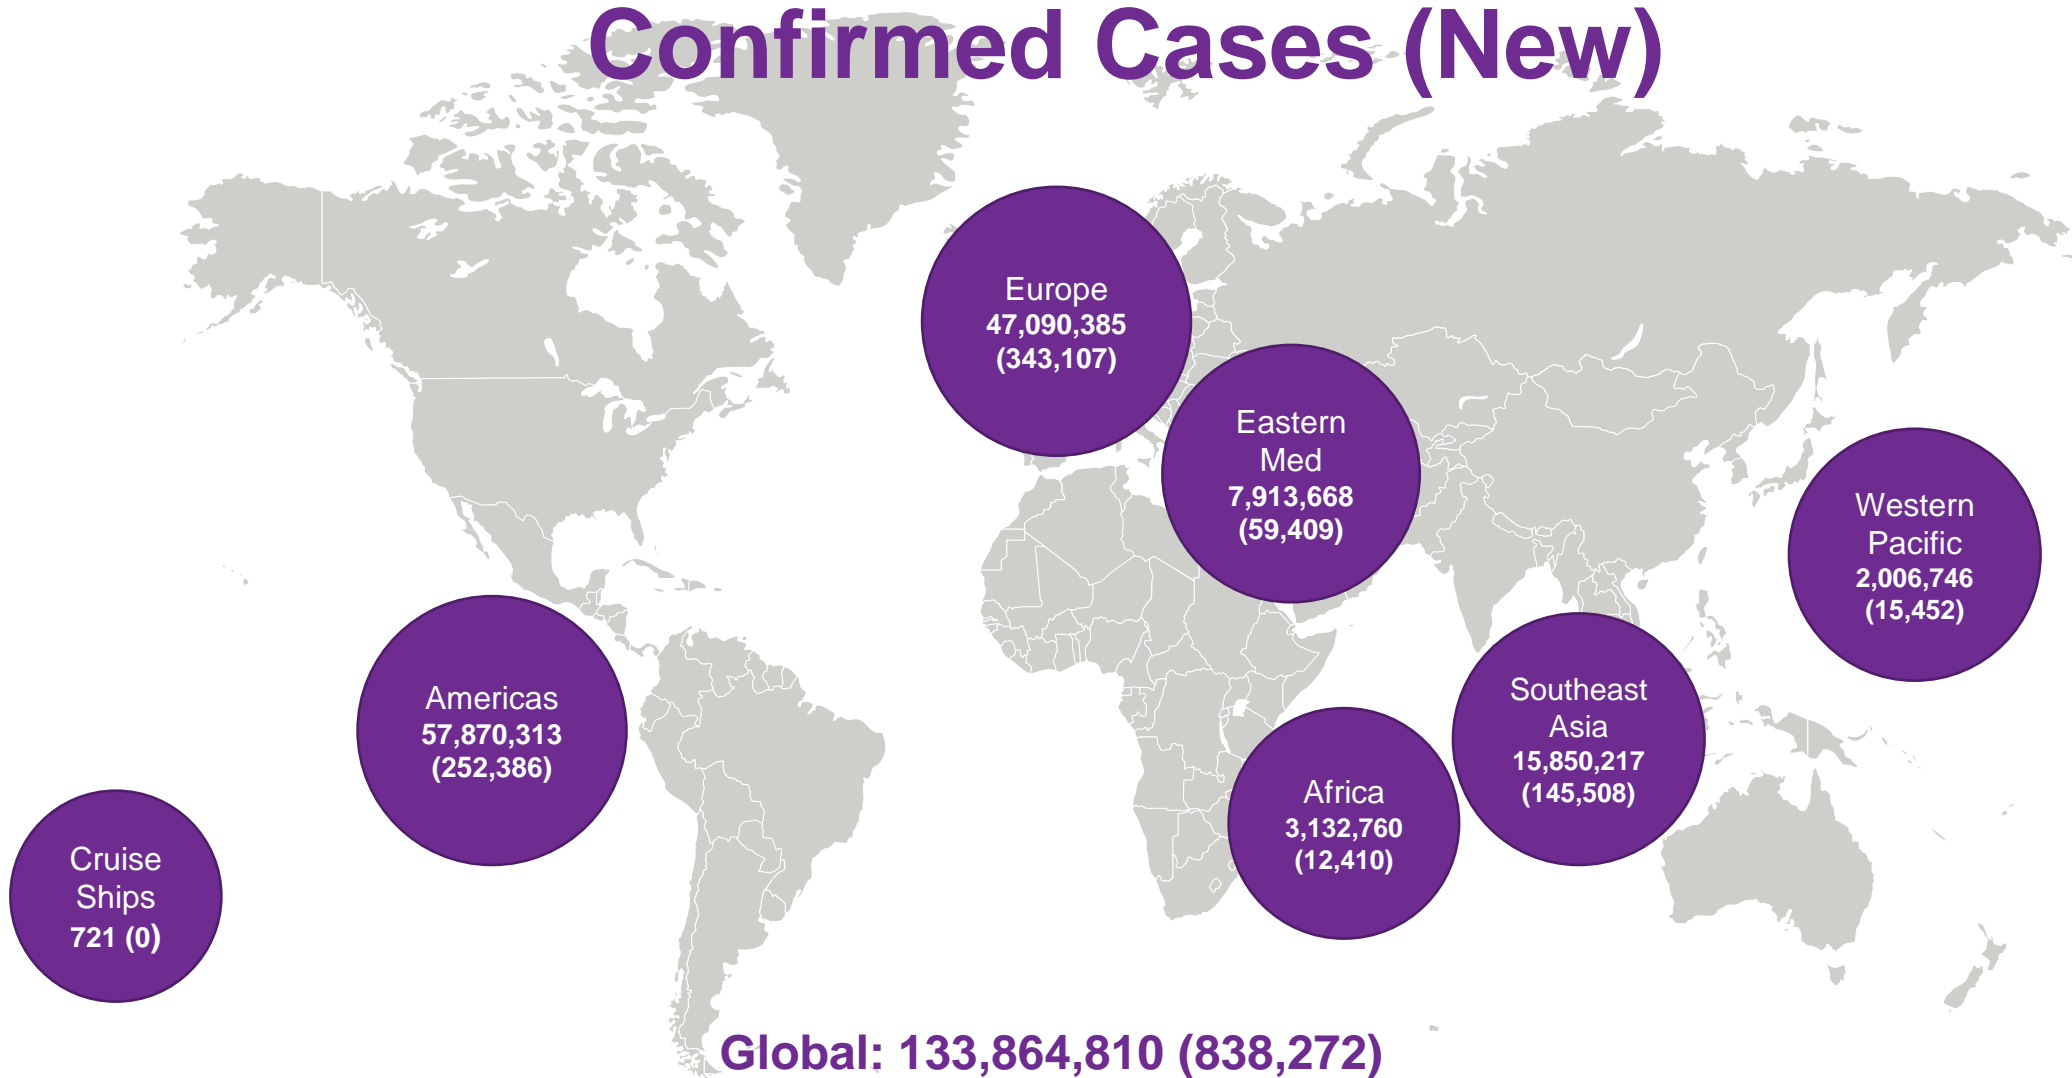 Confirmed Cases (New)
Europe
47,090,385
(343,107)
Eastern
Med
7,913,668
(59,409)
Western
Pacific
2,006,746
(15,452)
Americas
57,870,313
(252,386)
Southeast
Asia
15,850,217
(145,508)
Africa
3,132,760
(12,410)
Cruise
Ships
721 (0)
Global: 133,864,810 (838,272)